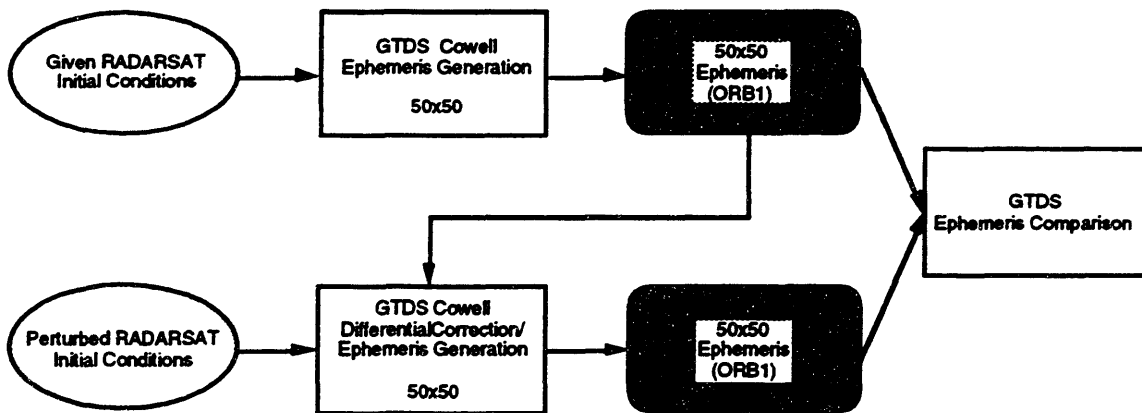 Given RADARSAT
Initial Conditions
GTDS Cowell
Ephemeris Generation
50x50
50x50
Ephemeris
(ORB1)
GTDS
Ephemeris Comparison
Perturbed RADARSAT
Initial Conditions
GTDS Cowell
DifferentialCorrection/
Ephemeris Generation
50x50
50x50
Ephemeris
(ORB1)